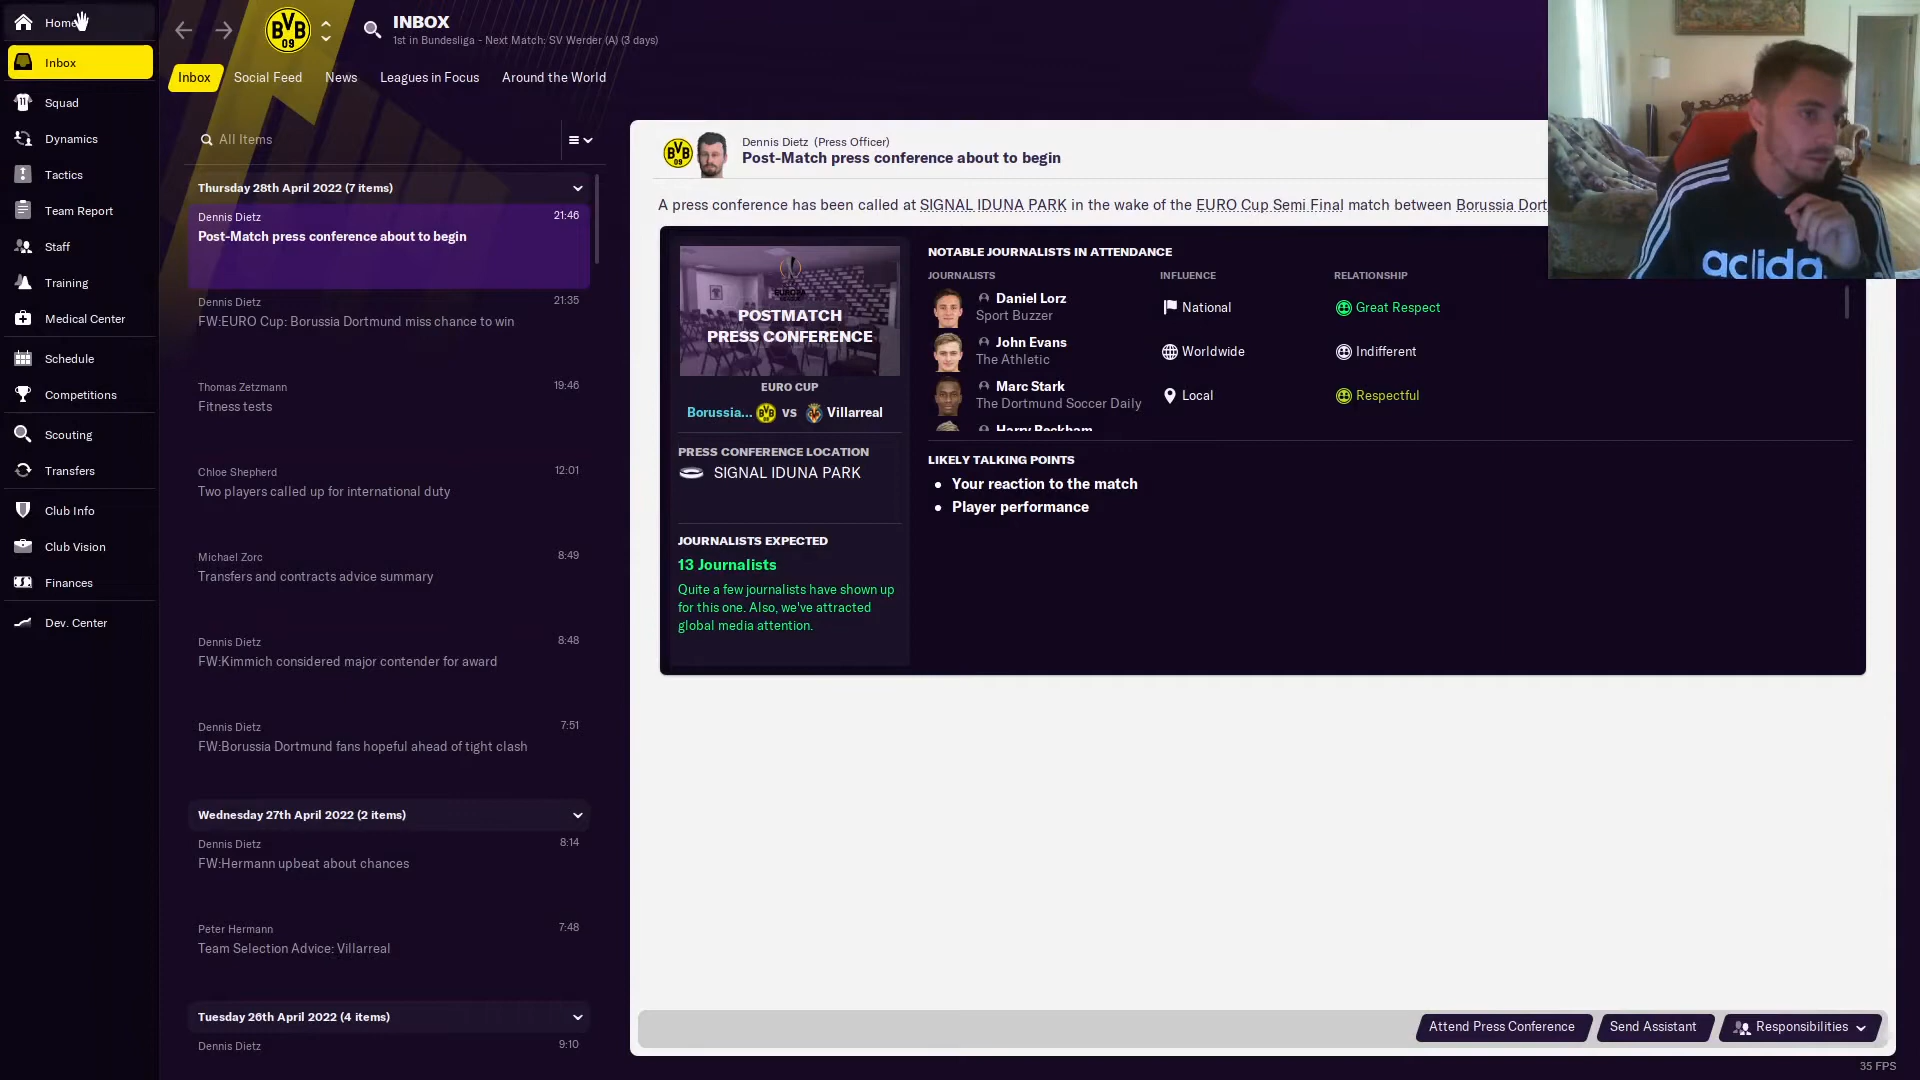 Home
Inbox
Squad
Dynamics
Tactics
Team Report
Staff
Training
Medical Center
Schedule
Competitions
Scouting
Transfers
Club Info
Club Vision
Finances
Dev. Center
BVB
09
INBOX
1st in Bundesliga - Next Match: SV Werder (A) (3 days)
Inbox
Social Feed
News
Leagues in Focus
Around the World
All Items
Thursday 28th April 2022 (7 items)
Dennis Dietz 21:46
Post-Match press conference about to begin
Dennis Dietz 21:35
FW:EURO Cup: Borussia Dortmund miss chance to win
Thomas Zetzmann 19:46
Fitness tests
Chloe Shepherd 12:01
Two players called up for international duty
Michael Zorc 8:49
Transfers and contracts advice summary
Dennis Dietz 8:48
FW:Kimmich considered major contender for award
Dennis Dietz 7:51
FW:Borussia Dortmund fans hopeful ahead of tight clash
Wednesday 27th April 2022 (2 items)
Dennis Dietz 8:14
FW:Hermann upbeat about chances
Peter Hermann 7:48
Team Selection Advice: Villarreal
Tuesday 26th April 2022 (4 items)
Dennis Dietz 9:10
Dennis Dietz (Press Officer)
Post-Match press conference about to begin
A press conference has been called at SIGNAL IDUNA PARK in the wake of the EURO Cup Semi Final match between Borussia Dort
POSTMATCH
PRESS CONFERENCE
EURO CUP
Borussia... vs Villarreal
PRESS CONFERENCE LOCATION
SIGNAL IDUNA PARK
JOURNALISTS EXPECTED
13 Journalists
Quite a few journalists have shown up
for this one. Also, we've attracted
global media attention.
NOTABLE JOURNALISTS IN ATTENDANCE
JOURNALISTS INFLUENCE RELATIONSHIP
Daniel Lorz
Sport Buzzer
National
Great Respect
John Evans
The Athletic
Worldwide
Indifferent
Marc Stark
The Dortmund Soccer Daily
Local
Respectful
Harry Beckham
LIKELY TALKING POINTS
Your reaction to the match
Player performance
Attend Press Conference
Send Assistant
Responsibilities
35 FPS